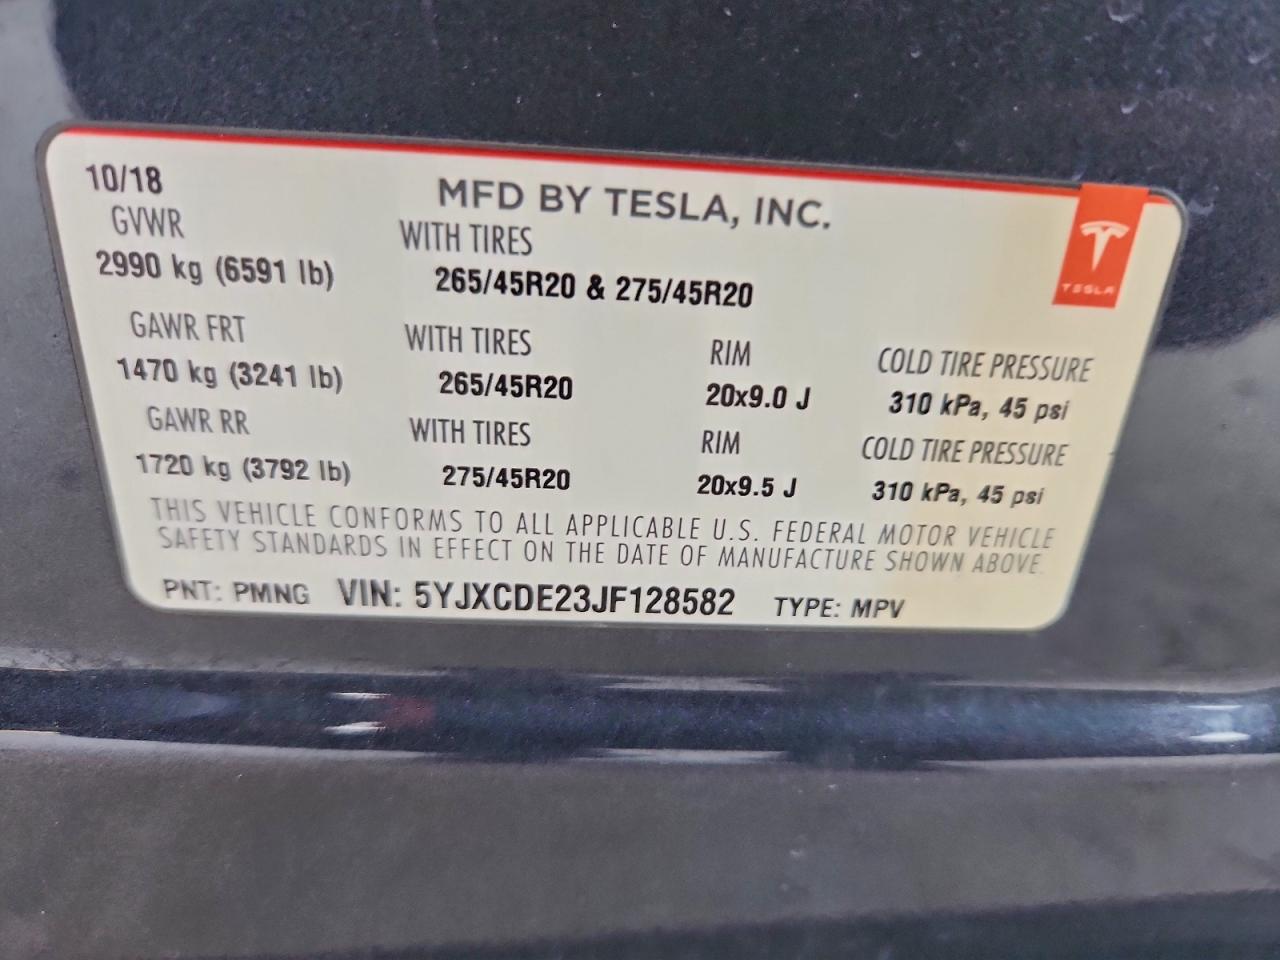 10/18
MFD BY TESLA, INC.
TESLA
GVWR
WITH TIRES
2990 kg (6591 lb)
265/45R20 & 275/45R20
GAWR FRT
WITH TIRES
RIM
COLD TIRE PRESSURE
1470 kg (3241 lb)
265/45R20
20x9.0 J
310 kPa, 45 psi
GAWR RR
WITH TIRES
RIM
COLD TIRE PRESSURE
1720 kg (3792 lb)
275/45R20
20x9.5 J
310 kPa, 45 psi
THIS VEHICLE CONFORMS TO ALL APPLICABLE U.S. FEDERAL MOTOR VEHICLE
SAFETY STANDARDS IN EFFECT ON THE DATE OF MANUFACTURE SHOWN ABOVE.
PNT: PMNG VIN: 5YJXCDE23JF128582 TYPE: MPV